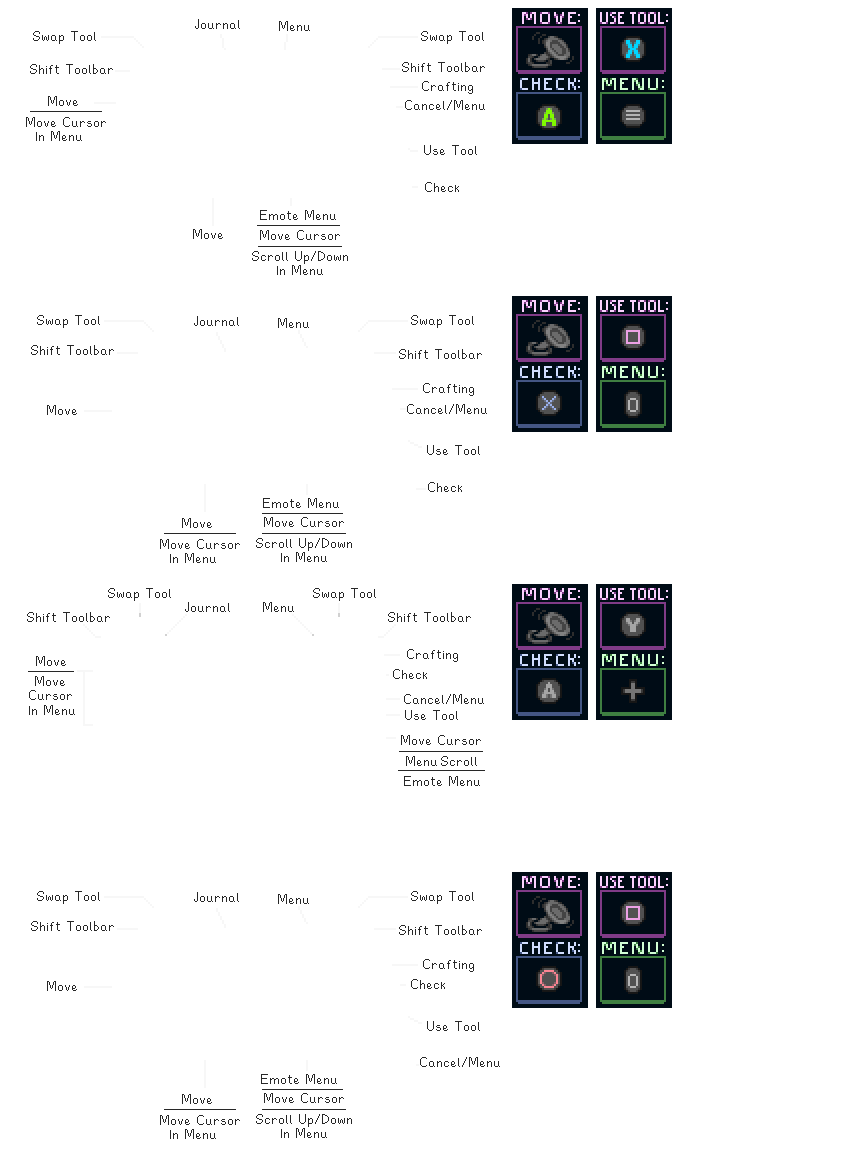 Journal
Menu
Swap Tool
Swap Tool
Shift Toolbar
Shift Toolbar
Crafting
Move
Cancel/Menu
Move Cursor
In Menu
Use Tool
Check
Move
Emote Menu
Move Cursor
Scroll Up/Down
In Menu
MOVE:
USE TOOL:
X
CHECK:
MENU:
A
Swap Tool
Journal
Menu
Swap Tool
Shift Toolbar
Shift Toolbar
Crafting
Move
Cancel/Menu
Use Tool
Check
Move
Move Cursor
In Menu
Emote Menu
Move Cursor
Scroll Up/Down
In Menu
MOVE:
USE TOOL:
CHECK:
MENU:
Swap Tool
Swap Tool
Journal
Menu
Shift Toolbar
Shift Toolbar
Crafting
Move
Check
Move
Cursor
In Menu
Cancel/Menu
Use Tool
Move Cursor
Menu Scroll
Emote Menu
MOVE:
USE TOOL:
Y
CHECK:
MENU:
A
Swap Tool
Journal
Menu
Swap Tool
Shift Toolbar
Shift Toolbar
Crafting
Move
Check
Use Tool
Cancel/Menu
Move
Move Cursor
In Menu
Emote Menu
Move Cursor
Scroll Up/Down
In Menu
MOVE:
USE TOOL:
CHECK:
MENU: